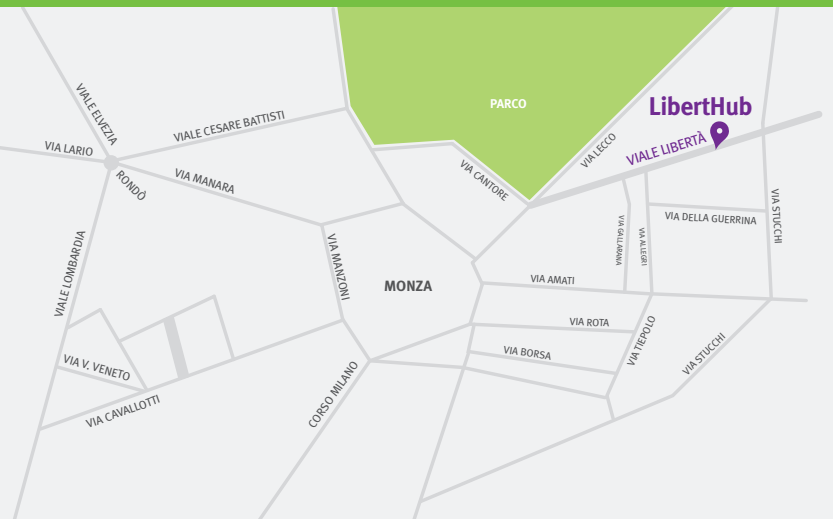 PARCO
LibertHub
VIALE ELVEZIA
VIALE CESARE BATTISTI
VIALE LIBERTÀ
VIA LARIO
VIA LECCO
RONDÒ
VIA MANARA
VIA CANTORE
VIA DELLA GUERRINA
VIA STUCCHI
VIA GALLARANA
VIA ALLEGRI
VIALE LOMBARDIA
VIA MANZONI
MONZA
VIA AMATI
VIA ROTA
VIA TIEPOLO
VIA BORSA
VIA STUCCHI
VIA V. VENETO
CORSO MILANO
VIA CAVALLOTTI